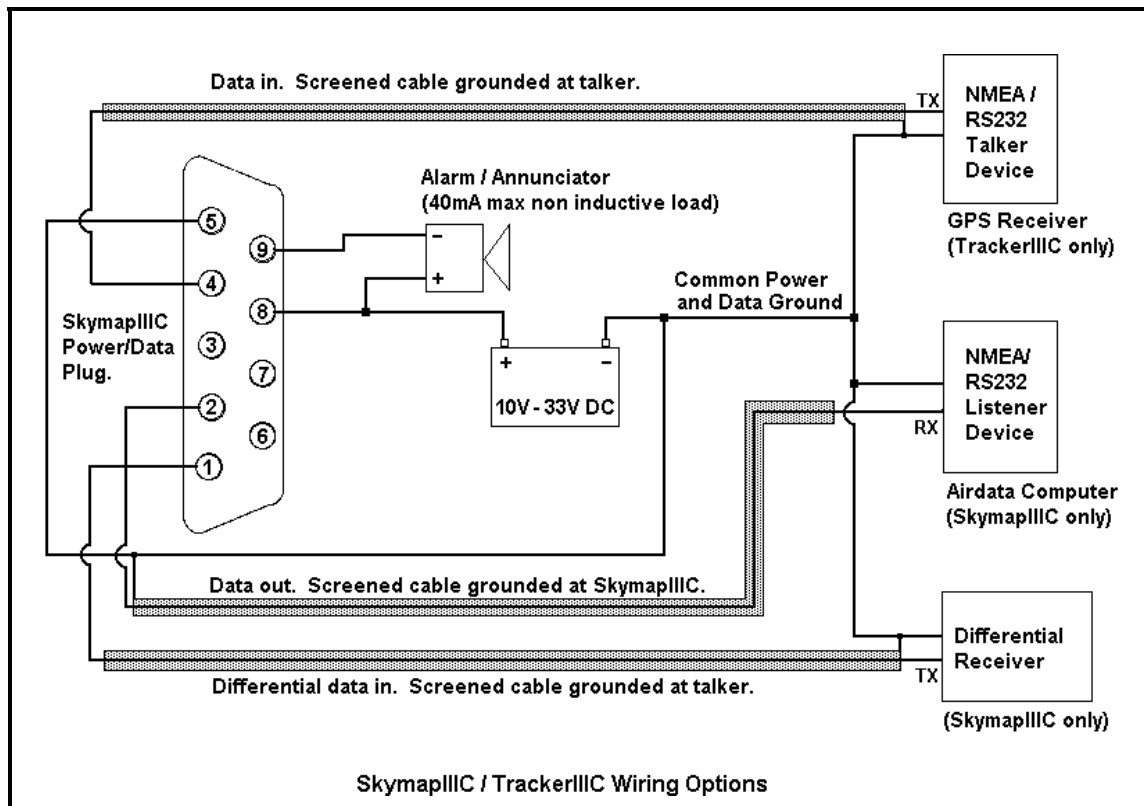 Data in.  Screened cable grounded at talker.
TX
NMEA /
RS232
Talker
Device
GPS Receiver
(TrackerIIIC only)
Alarm / Annunciator
(40mA max non inductive load)
-
+
5
9
4
8
3
7
2
6
1
SkymapIIIC
Power/Data
Plug.
Common Power
and Data Ground
+
-
10V - 33V DC
NMEA/
RS232
Listener
Device
RX
Airdata Computer
(SkymapIIIC only)
Data out.  Screened cable grounded at SkymapIIIC.
Differential
Receiver
TX
(SkymapIIIC only)
Differential data in.  Screened cable grounded at talker.
SkymapIIIC / TrackerIIIC Wiring Options